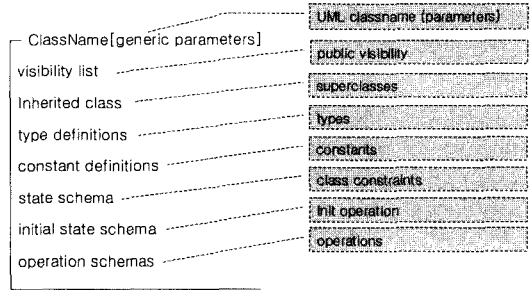 ClassName[generic parameters]
visibility list
Inherited class
type definitions
constant definitions
state schema
initial state schema
operation schemas
UML classname (parameters)
public visibility
superclasses
types
constants
class constraints
Init operation
operations